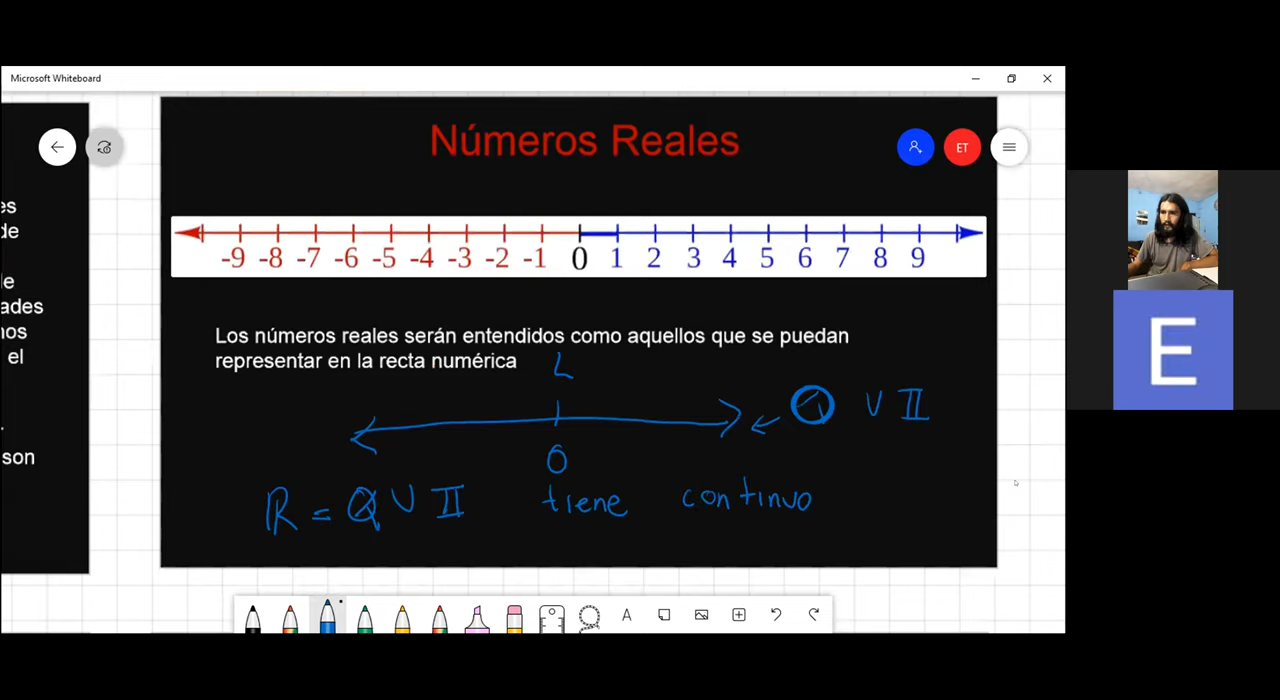 Microsoft Whiteboard
Números Reales
ET
-9 -8 -7 -6 -5 -4 -3 -2 -1 0 1 2 3 4 5 6 7 8 9
es
de
Los números reales serán entendidos como aquellos que se puedan
representar en la recta numérica
le
ades
nos
el
L
Q ∪ II
0
son
R = Q ∪ II tiene continuo
E
A